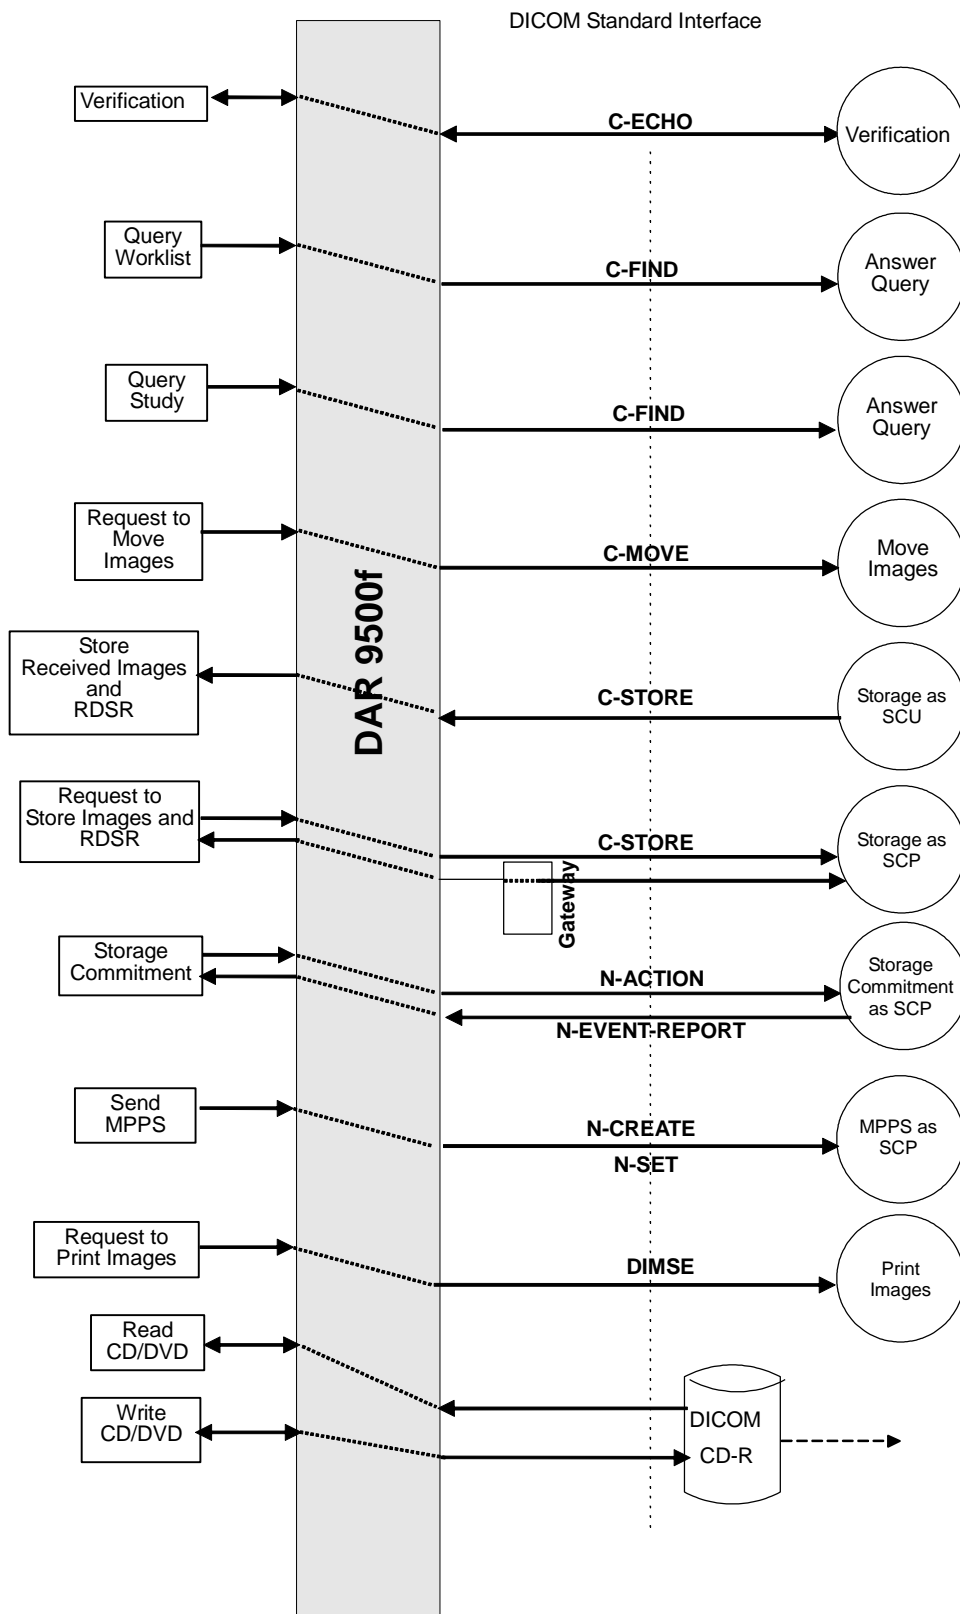 DICOM Standard Interface
Verification
C-ECHO
Verification
Query
Worklist
C-FIND
Answer
Query
Query
Study
C-FIND
Answer
Query
Request to
Move
Images
C-MOVE
Move
Images
DAR 9500f
Store
Received Images
and
RDSR
C-STORE
Storage as
SCU
Request to
Store Images and
RDSR
C-STORE
Storage as
SCP
Gateway
Storage
Commitment
N-ACTION
N-EVENT-REPORT
Storage
Commitment
as SCP
Send
MPPS
N-CREATE
N-SET
MPPS as
SCP
Request to
Print Images
DIMSE
Print
Images
Read
CD/DVD
Write
CD/DVD
DICOM
CD-R